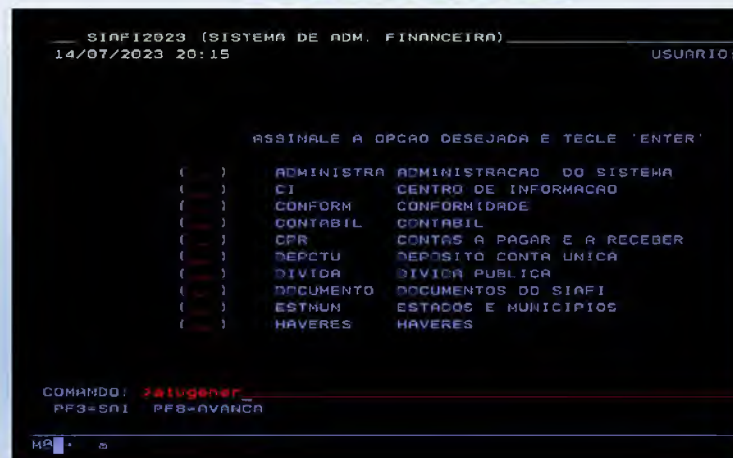 SIAFI2023 (SISTEMA DE ADM. FINANCEIRA)
14/07/2023 20:15 USUARIO:
ASSINALE A OPCAO DESEJADA E TECLE 'ENTER'
( _ ) ADMINISTRA ADMINISTRACAO DO SISTEMA
( _ ) CI CENTRO DE INFORMACAO
( _ ) CONFORM CONFORMIDADE
( _ ) CONTABIL CONTABIL
( _ ) CPR CONTAS A PAGAR E A RECEBER
( _ ) DEPCTU DEPOSITO CONTA UNICA
( _ ) DIVIDA DIVIDA PUBLICA
( _ ) DOCUMENTO DOCUMENTOS DO SIAFI
( _ ) ESTMUN ESTADOS E MUNICIPIOS
( _ ) HAVERES HAVERES
COMANDO: >atugener_
PF3=SAI PF8=AVANCA